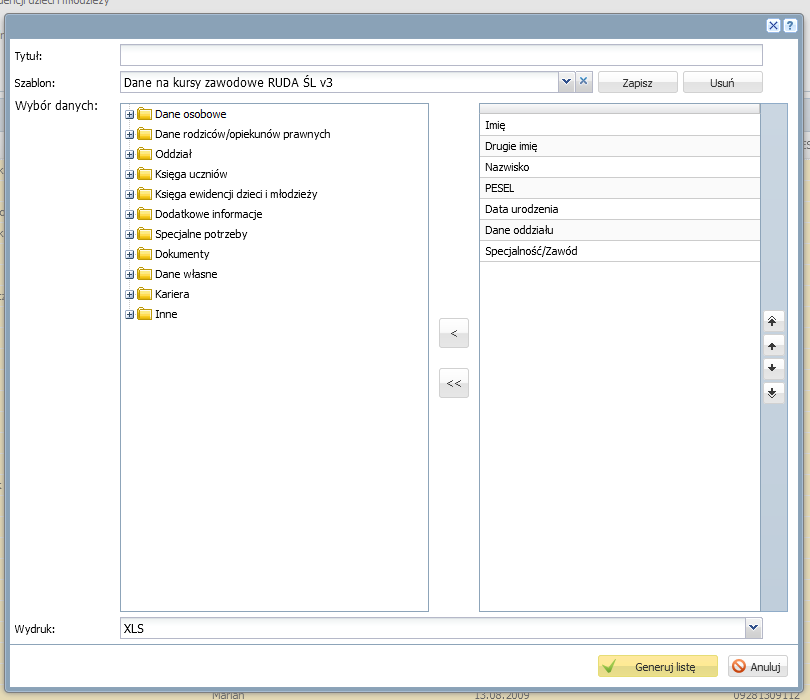 Tytuł:
Szablon:
Dane na kursy zawodowe RUDA ŚL v3
Zapisz
Usuń
Wybór danych:
Dane osobowe
Dane rodziców/opiekunów prawnych
Oddział
Księga uczniów
Księga ewidencji dzieci i młodzieży
Dodatkowe informacje
Specjalne potrzeby
Dokumenty
Dane własne
Kariera
Inne
<
<<
Imię
Drugie imię
Nazwisko
PESEL
Data urodzenia
Dane oddziału
Specjalność/Zawód
Wydruk:
XLS
Generuj listę
Anuluj
Marian
13.08.2009
09281309112